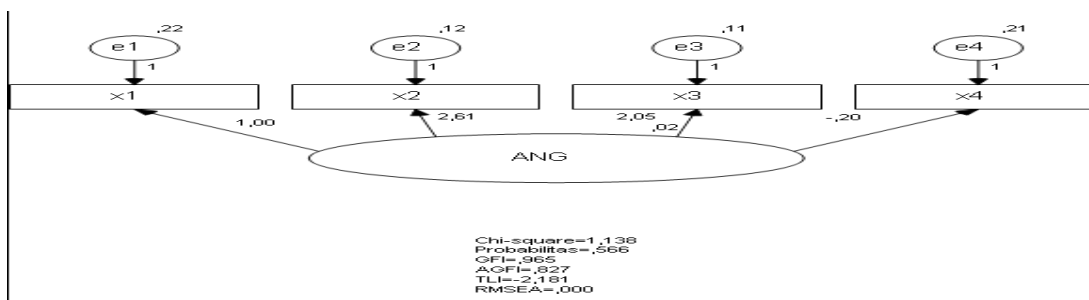 ,22 ,12 ,11 ,21
e1 e2 e3 e4
1 1 1 1
x1 x2 x3 x4
1,00 2,61 2,05 ,02 -,20
ANG
Chi-square=1,138
Probabilitas=,566
GFI=,965
AGFI=,827
TLI=-2,181
RMSEA=,000